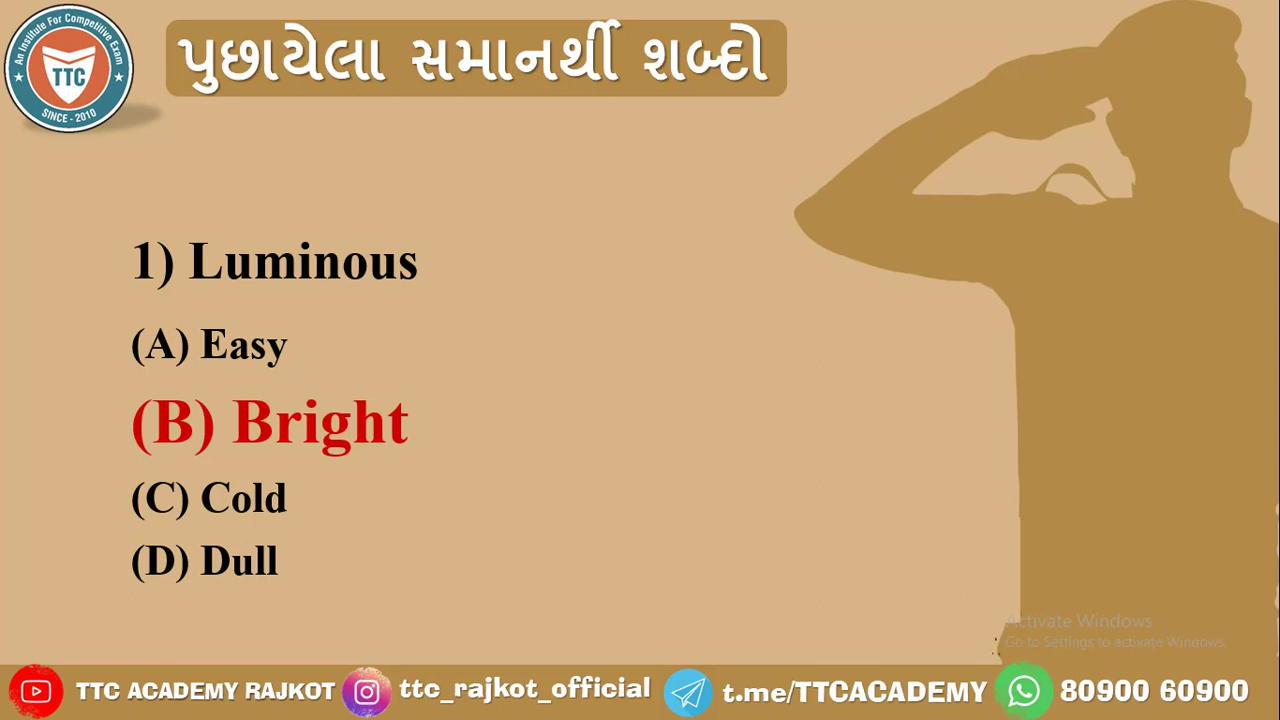 An Institute For Competitive Exam
TTC
SINCE - 2010
પુછાયેલા સમાનર્થી શબ્દો
1) Luminous
(A) Easy
(B) Bright
(C) Cold
(D) Dull
Activate Windows
Go to Settings to activate Windows.
TTC ACADEMY RAJKOT ttc_rajkot_official t.me/TTCACADEMY 80900 60900